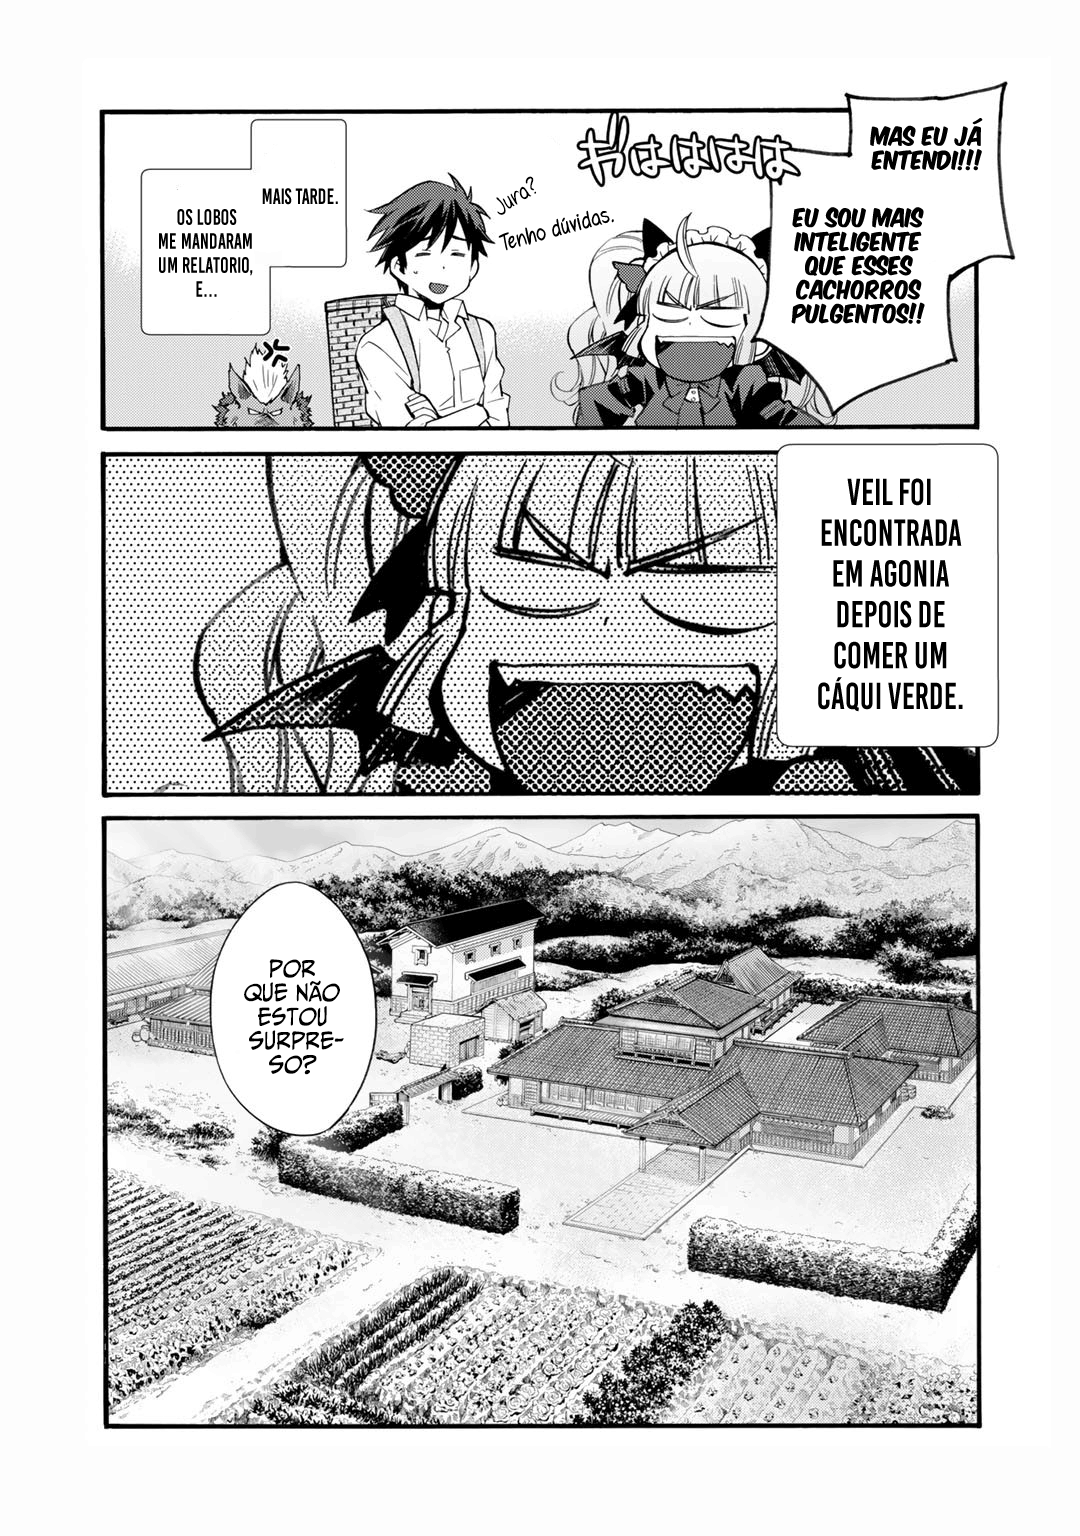 MAS EU JÁ
ENTENDI!!!
EU SOU MAIS
INTELIGENTE
QUE ESSES
CACHORROS
PULGENTOS!!
ぎゃはははは
Jura?
Tenho dúvidas.
MAIS TARDE.
OS LOBOS
ME MANDARAM
UM RELATORIO,
E...
VEIL FOI
ENCONTRADA
EM AGONIA
DEPOIS DE
COMER UM
CÁQUI VERDE.
POR
QUE NÃO
ESTOU
SURPRE-
SO?